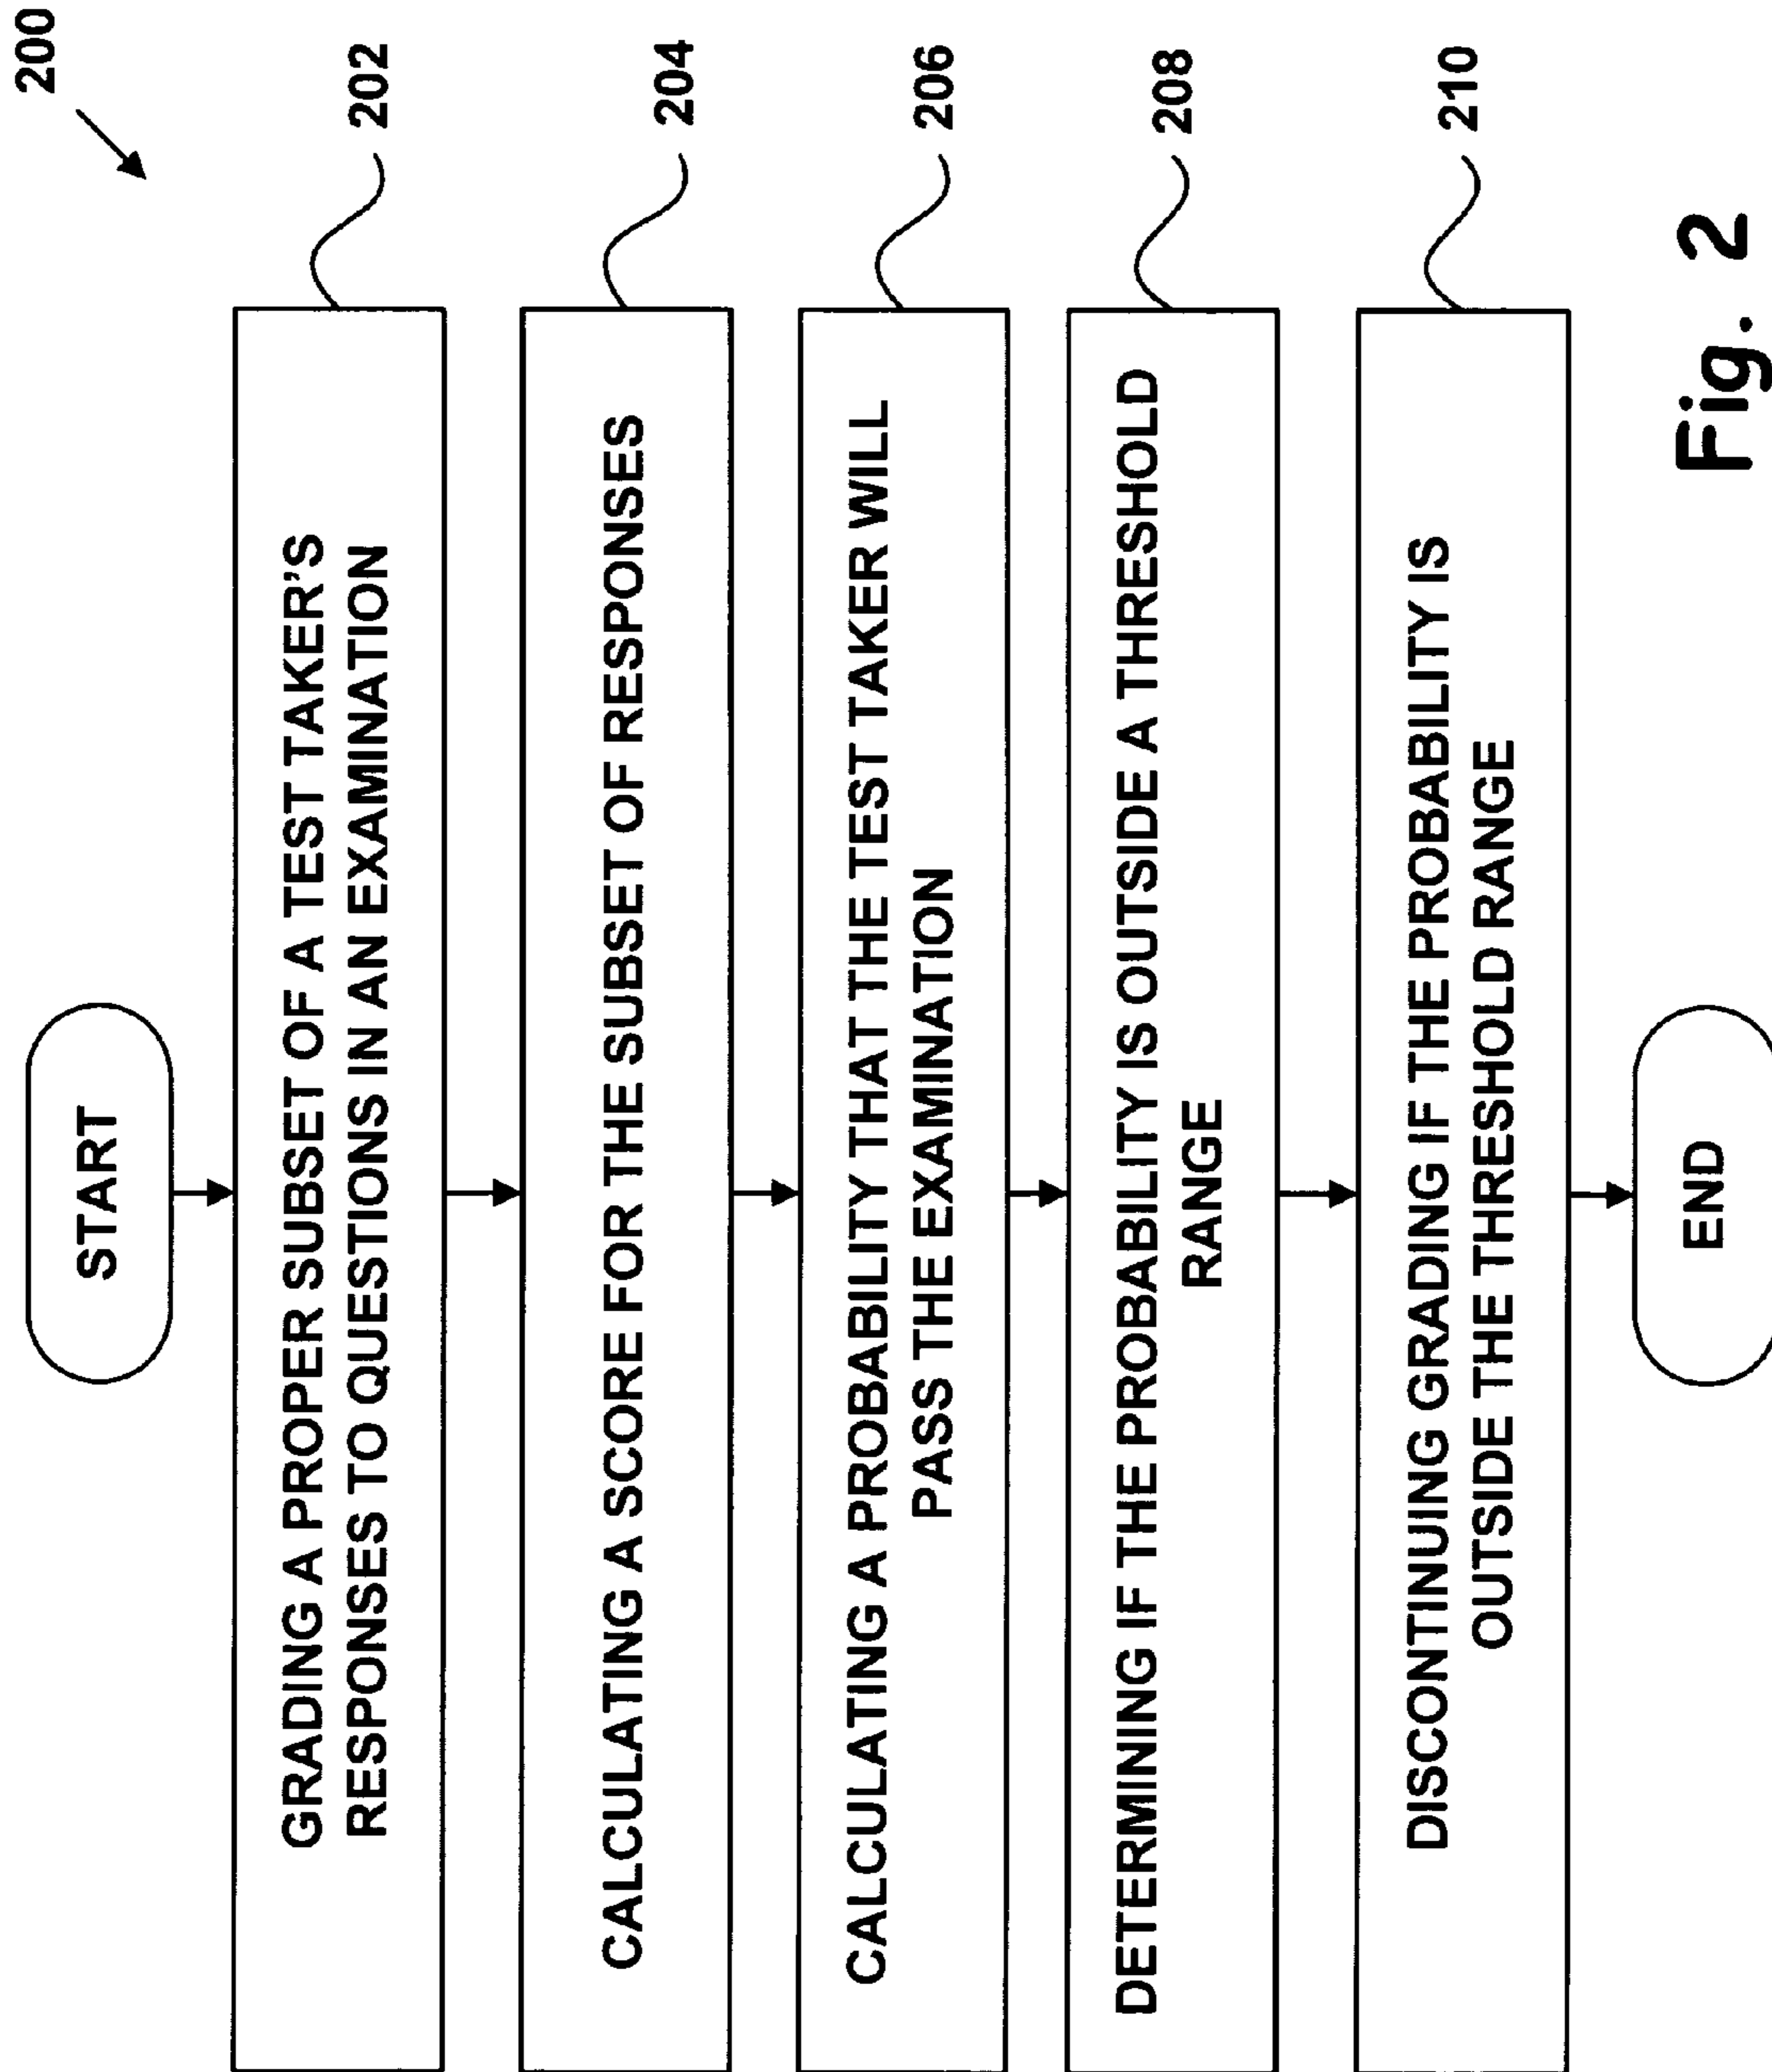 200
START
GRADING A PROPER SUBSET OF A TEST TAKER'S
RESPONSES TO QUESTIONS IN AN EXAMINATION
202
CALCULATING A SCORE FOR THE SUBSET OF RESPONSES
204
CALCULATING A PROBABILITY THAT THE TEST TAKER WILL
PASS THE EXAMINATION
206
DETERMINING IF THE PROBABILITY IS OUTSIDE A THRESHOLD
RANGE
208
DISCONTINUING GRADING IF THE PROBABILITY IS
OUTSIDE THE THRESHOLD RANGE
210
END
Fig. 2